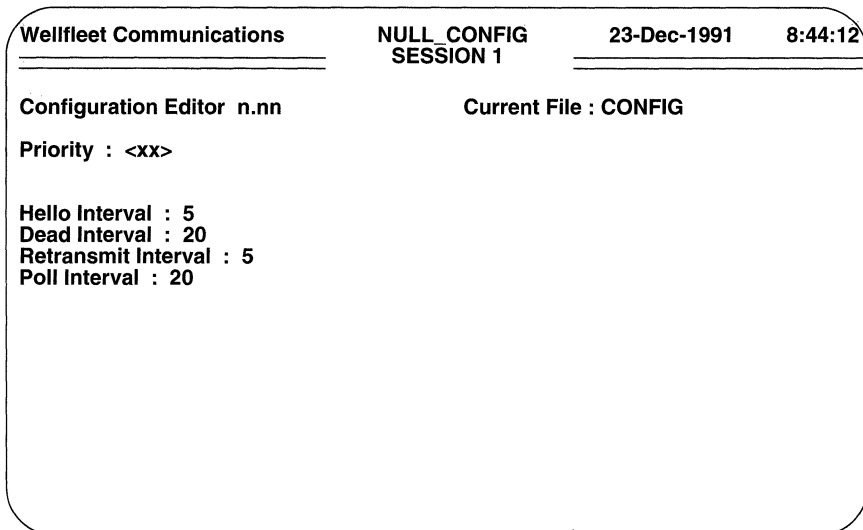 Wellfleet Communications NULL_CONFIG 23-Dec-1991 8:44:12
SESSION 1
Configuration Editor n.nn Current File : CONFIG
Priority : <xx>
Hello Interval : 5
Dead Interval : 20
Retransmit Interval : 5
Poll Interval : 20